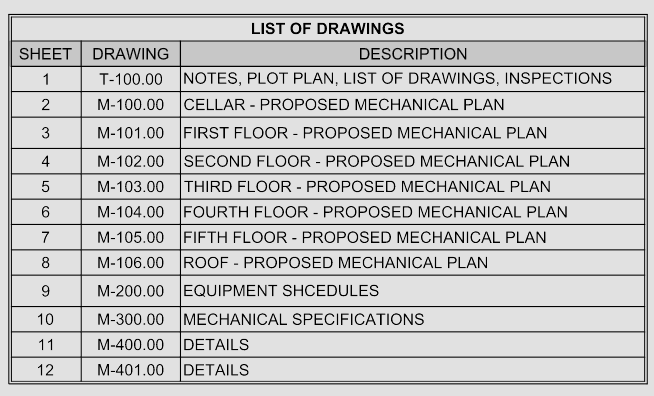 LIST OF DRAWINGS
SHEET DRAWING DESCRIPTION
1 T-100.00 NOTES, PLOT PLAN, LIST OF DRAWINGS, INSPECTIONS
2 M-100.00 CELLAR - PROPOSED MECHANICAL PLAN
3 M-101.00 FIRST FLOOR - PROPOSED MECHANICAL PLAN
4 M-102.00 SECOND FLOOR - PROPOSED MECHANICAL PLAN
5 M-103.00 THIRD FLOOR - PROPOSED MECHANICAL PLAN
6 M-104.00 FOURTH FLOOR - PROPOSED MECHANICAL PLAN
7 M-105.00 FIFTH FLOOR - PROPOSED MECHANICAL PLAN
8 M-106.00 ROOF - PROPOSED MECHANICAL PLAN
9 M-200.00 EQUIPMENT SHCEDULES
10 M-300.00 MECHANICAL SPECIFICATIONS
11 M-400.00 DETAILS
12 M-401.00 DETAILS